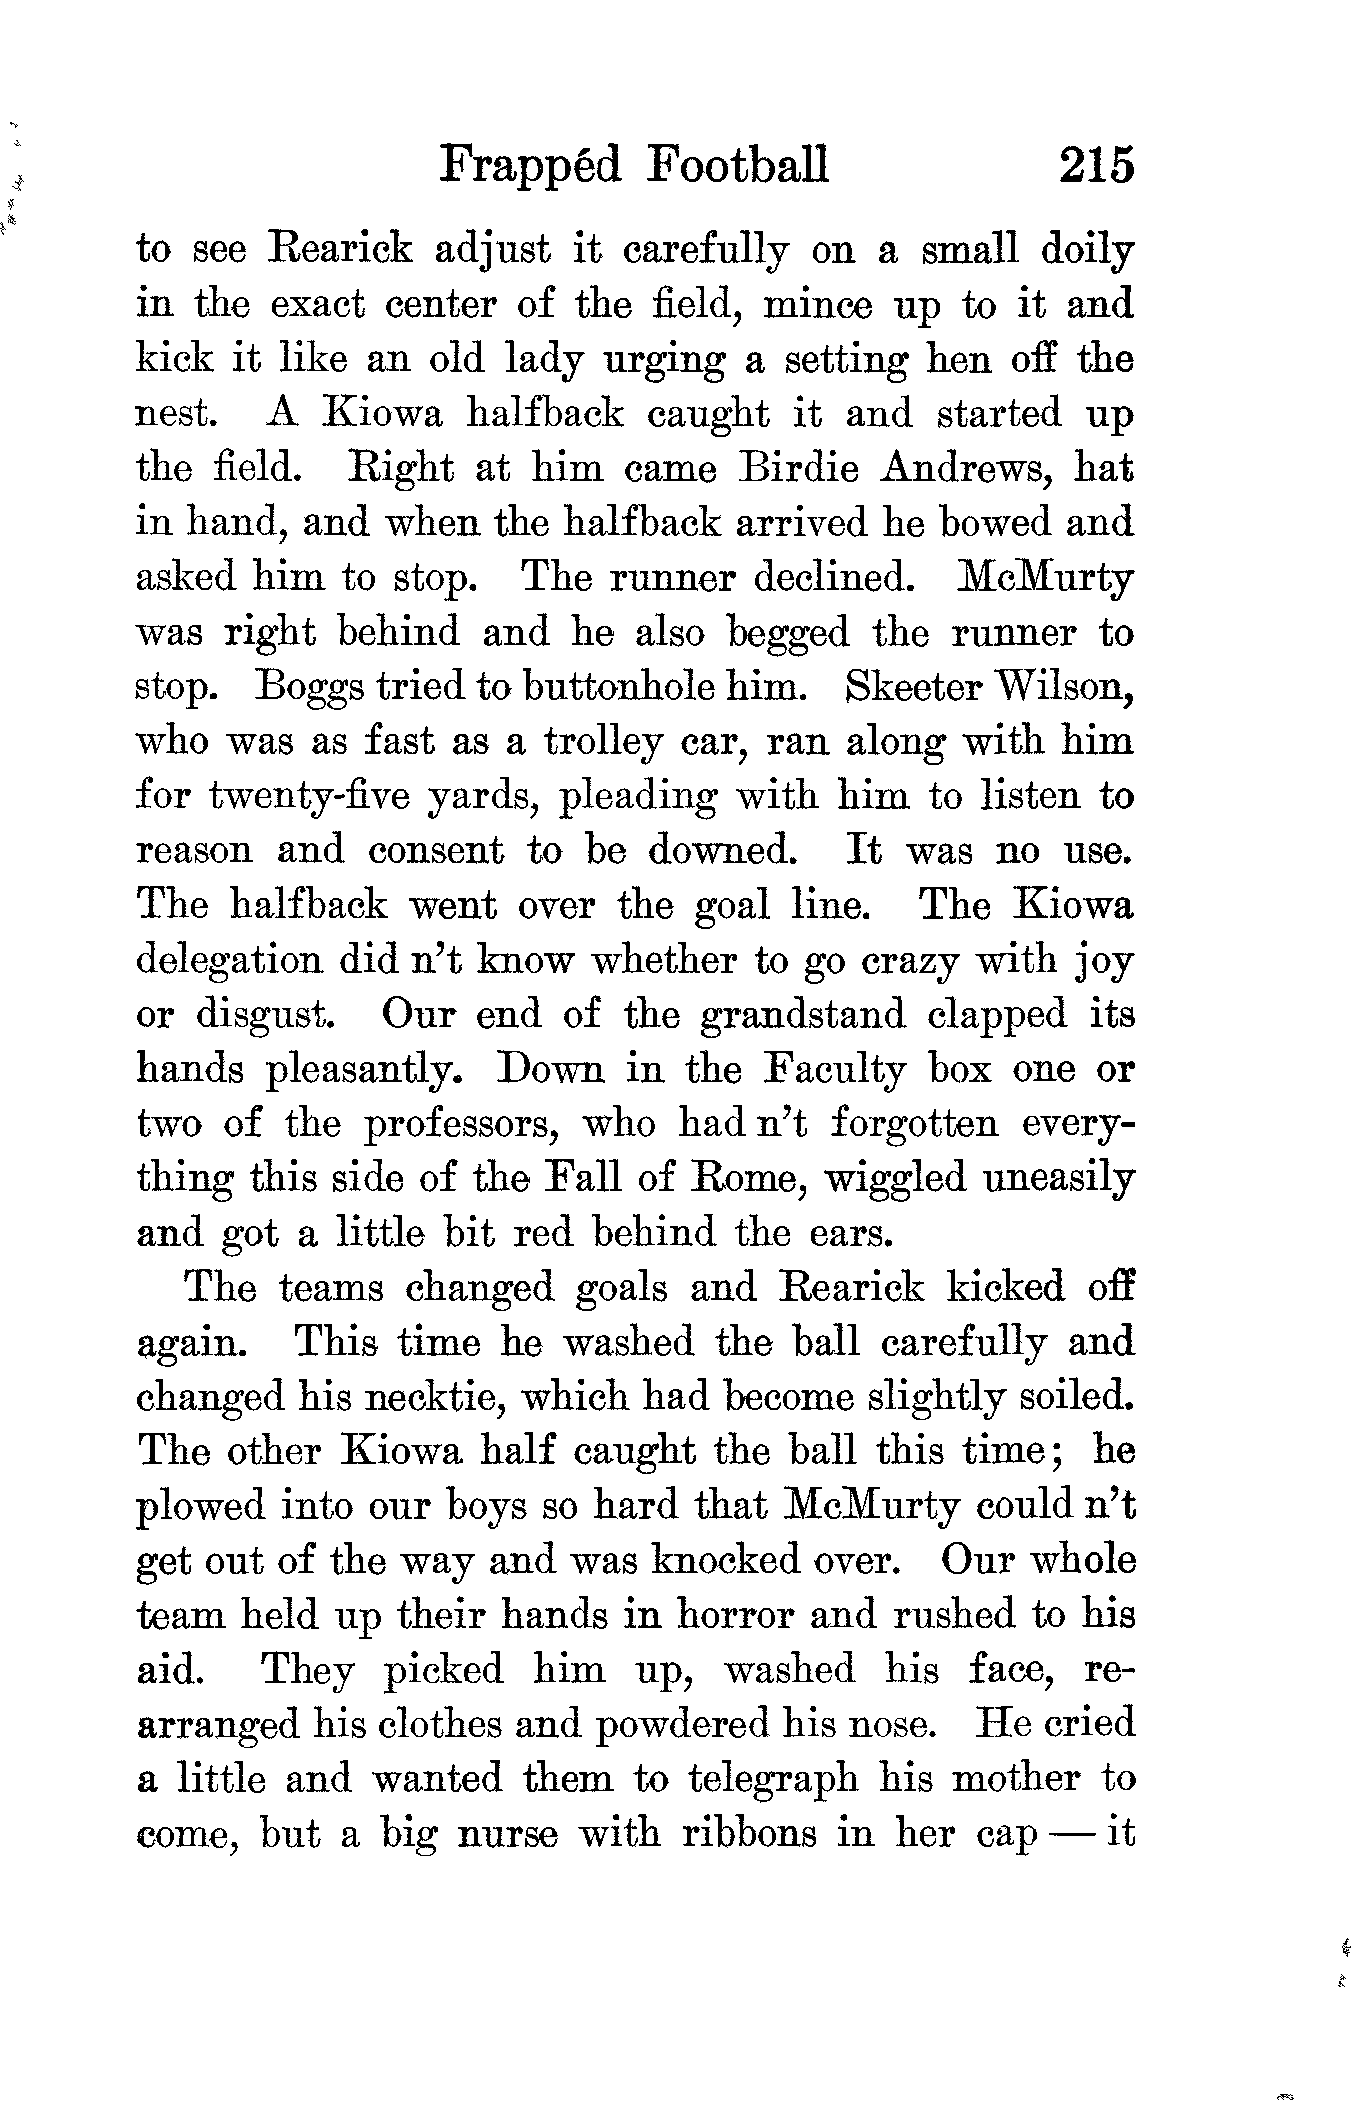 Frappéd Football 215
to see Rearick adjust it carefully on a small doily
in the exact center of the field, mince up to it and
kick it like an old lady urging a setting hen off the
nest. A Kiowa halfback caught it and started up
the field. Right at him came Birdie Andrews, hat
in hand, and when the halfback arrived he bowed and
asked him to stop. The runner declined. McMurty
was right behind and he also begged the runner to
stop. Boggs tried to buttonhole him. Skeeter Wilson,
who was as fast as a trolley car, ran along with him
for twenty-five yards, pleading with him to listen to
reason and consent to be downed. It was no use.
The halfback went over the goal line. The Kiowa
delegation did n't know whether to go crazy with joy
or disgust. Our end of the grandstand clapped its
hands pleasantly. Down in the Faculty box one or
two of the professors, who had n't forgotten every-
thing this side of the Fall of Rome, wiggled uneasily
and got a little bit red behind the ears.
The teams changed goals and Rearick kicked off
again. This time he washed the ball carefully and
changed his necktie, which had become slightly soiled.
The other Kiowa half caught the ball this time; he
plowed into our boys so hard that McMurty could n't
get out of the way and was knocked over. Our whole
team held up their hands in horror and rushed to his
aid. They picked him up, washed his face, re-
arranged his clothes and powdered his nose. He cried
a little and wanted them to telegraph his mother to
come, but a big nurse with ribbons in her cap — it